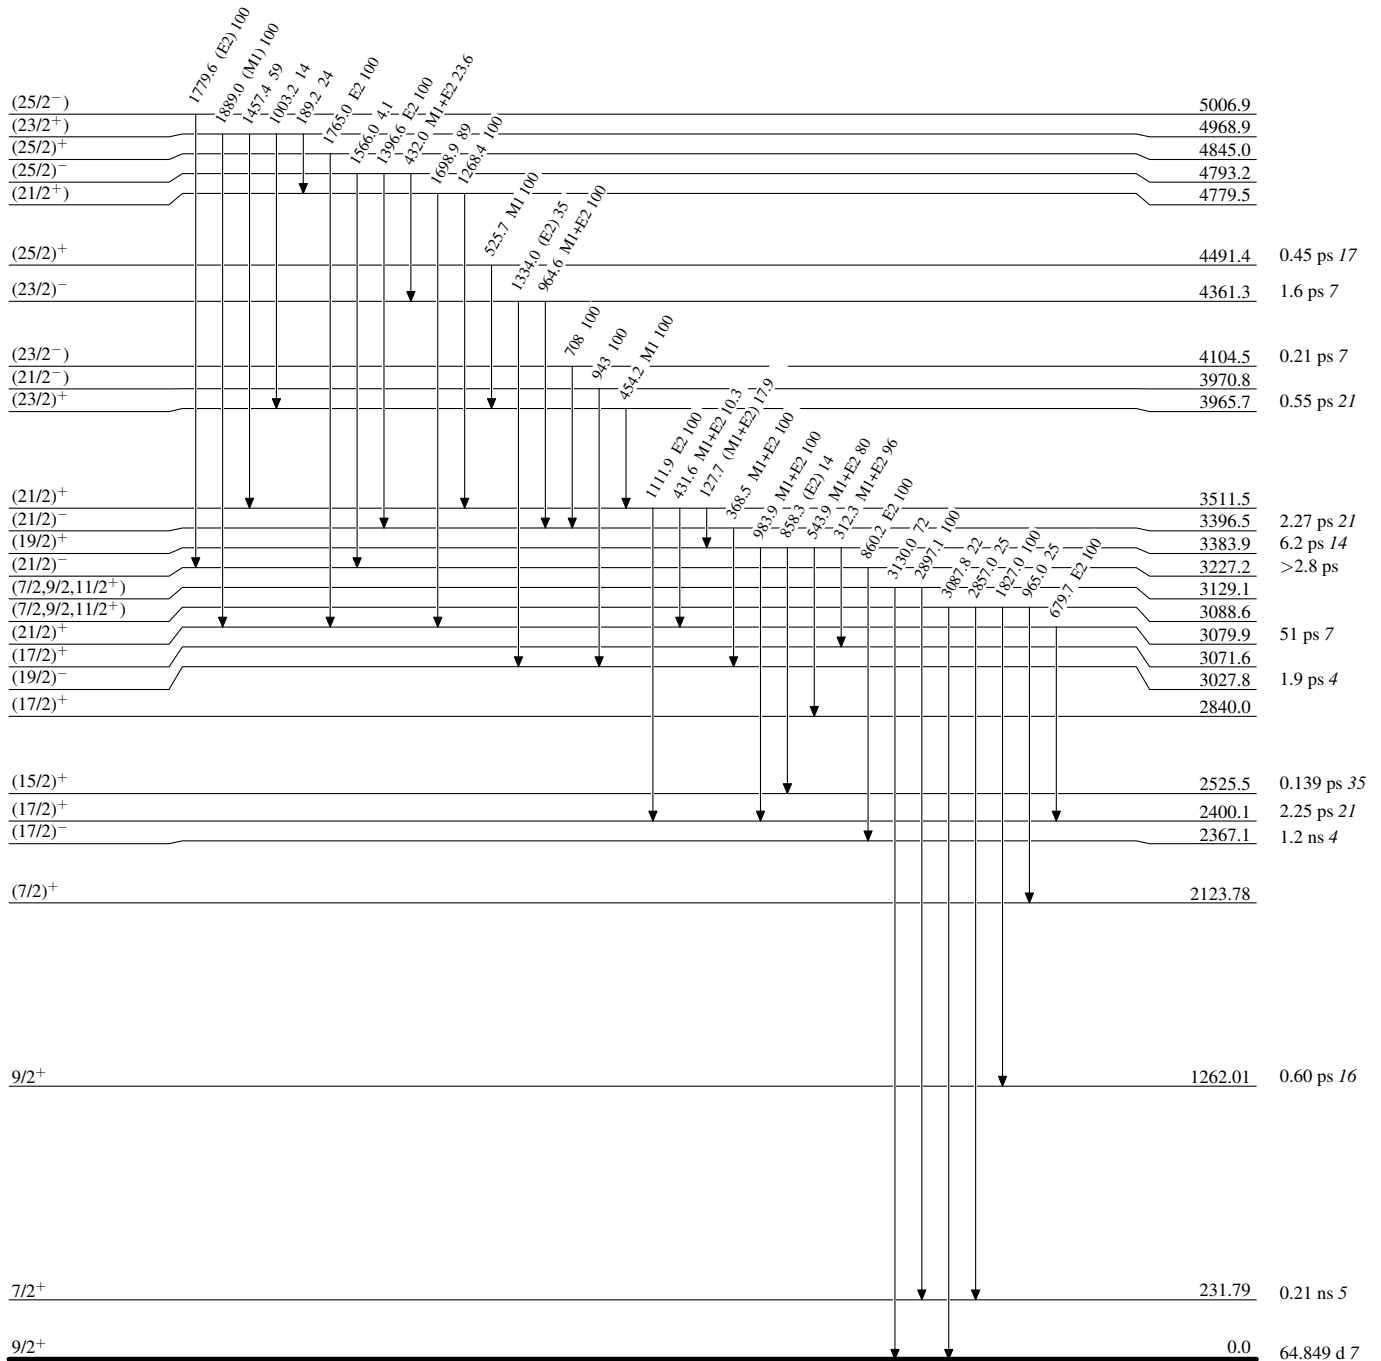 1779.6 (E2) 100
1889.0 (M1) 100
1457.4 59
1003.2 14
189.2 24
1765.0 E2 100
1566.0 4.1
1396.6 E2 100
432.0 M1+E2 23.6
1698.9 89
1268.4 100
525.7 M1 100
1334.0 (E2) 35
964.6 M1+E2 100
708 100
943 100
454.2 M1 100
1111.9 E2 100
431.6 M1+E2 10.3
127.7 (M1+E2) 17.9
368.5 M1+E2 100
983.9 M1+E2 100
858.3 (E2) 14
543.9 M1+E2 80
312.3 M1+E2 96
860.2 E2 100
3130.0 72
2897.1 100
3087.8 22
2857.0 25
1827.0 100
965.0 25
679.7 E2 100
(25/2−) 5006.9
(23/2+) 4968.9
(25/2)+ 4845.0
(25/2)− 4793.2
(21/2+) 4779.5
(25/2)+ 4491.4 0.45 ps 17
(23/2)− 4361.3 1.6 ps 7
(23/2−) 4104.5 0.21 ps 7
(21/2−) 3970.8
(23/2)+ 3965.7 0.55 ps 21
(21/2)+ 3511.5
(21/2)− 3396.5 2.27 ps 21
(19/2)+ 3383.9 6.2 ps 14
(21/2)− 3227.2 >2.8 ps
(7/2,9/2,11/2+) 3129.1
(7/2,9/2,11/2+) 3088.6
(21/2)+ 3079.9 51 ps 7
(17/2)+ 3071.6
(19/2)− 3027.8 1.9 ps 4
(17/2)+ 2840.0
(15/2)+ 2525.5 0.139 ps 35
(17/2)+ 2400.1 2.25 ps 21
(17/2)− 2367.1 1.2 ns 4
(7/2)+ 2123.78
9/2+ 1262.01 0.60 ps 16
7/2+ 231.79 0.21 ns 5
9/2+ 0.0 64.849 d 7